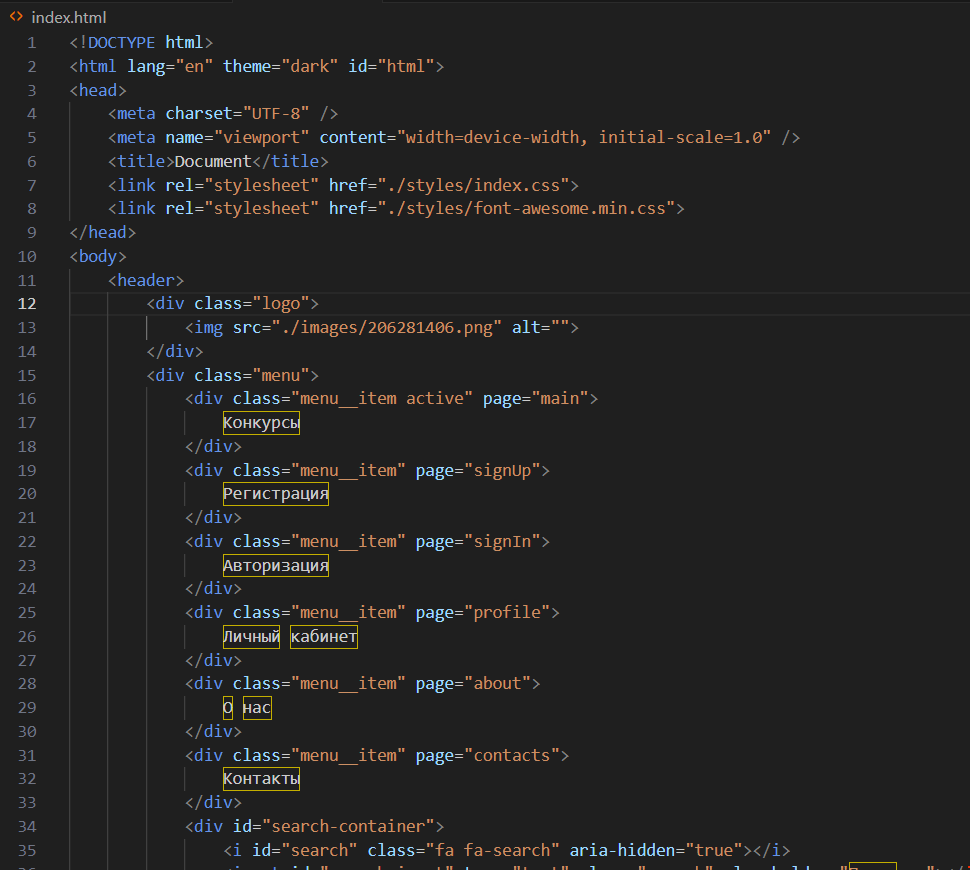 index.html
1 <!DOCTYPE html>
2 <html lang="en" theme="dark" id="html">
3 <head>
4 <meta charset="UTF-8" />
5 <meta name="viewport" content="width=device-width, initial-scale=1.0" />
6 <title>Document</title>
7 <link rel="stylesheet" href="./styles/index.css">
8 <link rel="stylesheet" href="./styles/font-awesome.min.css">
9 </head>
10 <body>
11 <header>
12 <div class="logo">
13 <img src="./images/206281406.png" alt="">
14 </div>
15 <div class="menu">
16 <div class="menu__item active" page="main">
17 Конкурсы
18 </div>
19 <div class="menu__item" page="signUp">
20 Регистрация
21 </div>
22 <div class="menu__item" page="signIn">
23 Авторизация
24 </div>
25 <div class="menu__item" page="profile">
26 Личный кабинет
27 </div>
28 <div class="menu__item" page="about">
29 О нас
30 </div>
31 <div class="menu__item" page="contacts">
32 Контакты
33 </div>
34 <div id="search-container">
35 <i id="search" class="fa fa-search" aria-hidden="true"></i>